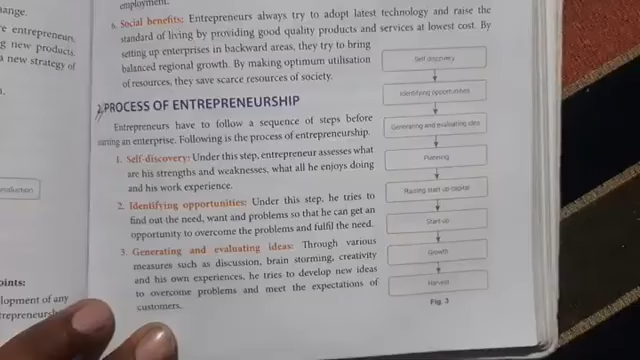 ange.
e entrepreneurs.
g new products.
a new strategy of
oints:
lopment of any
employment.
6. Social benefits: Entrepreneurs always try to adopt latest technology and raise the
standard of living by providing good quality products and services at lowest cost. By
setting up enterprises in backward areas, they try to bring
balanced regional growth. By making optimum utilisation
of resources, they save scarce resources of society.
PROCESS OF ENTREPRENEURSHIP
Entrepreneurs have to follow a sequence of steps before
starting an enterprise. Following is the process of entrepreneurship.
1. Self-discovery: Under this step, entrepreneur assesses what
are his strengths and weaknesses, what all he enjoys doing
and his work experience.
2. Identifying opportunities: Under this step, he tries to
find out the need, want and problems so that he can get an
opportunity to overcome the problems and fulfil the need.
3. Generating and evaluating ideas: Through various
measures such as discussion, brain storming, creativity
and his own experiences, he tries to develop new ideas
to overcome problems and meet the expectations of
customers.
Self discovery
Identifying opportunities
Generating and evaluating idea
Planning
Raising start up capital
Start up
Growth
Harvest
Fig. 3